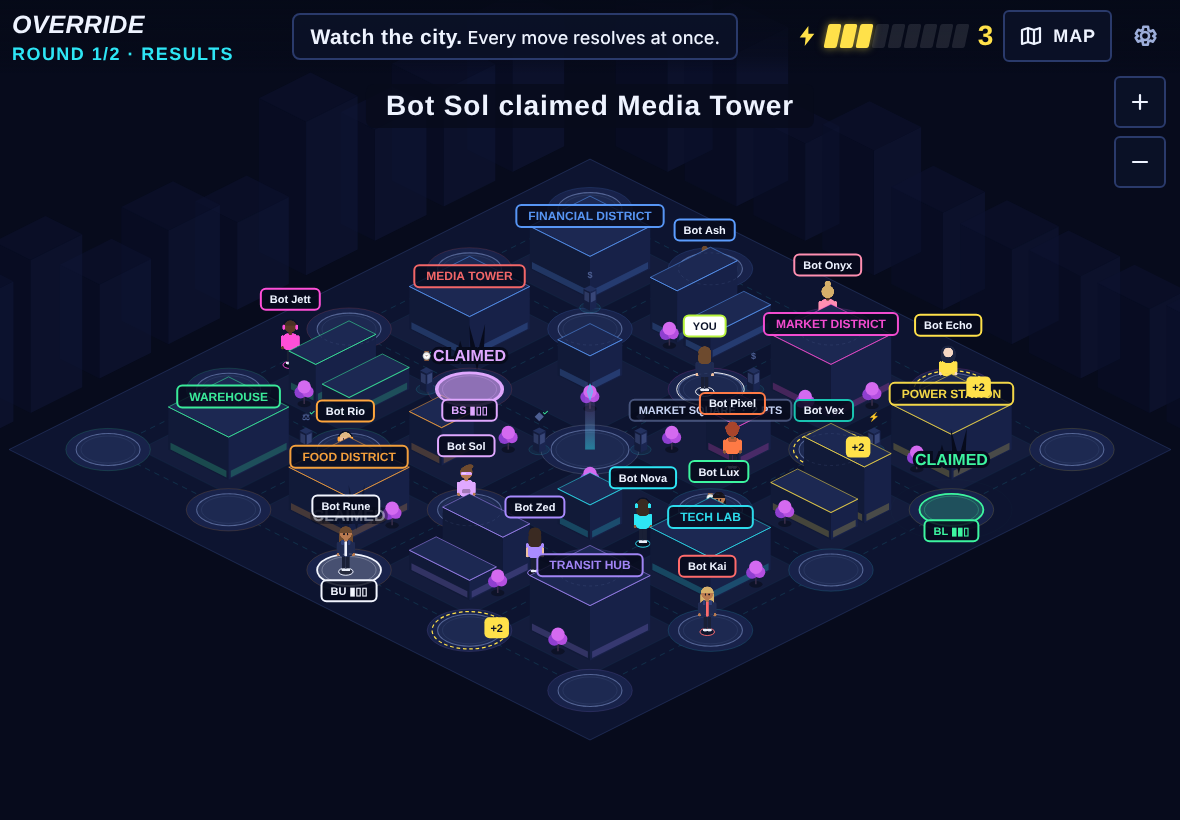 OVERRIDE
ROUND 1/2 · RESULTS
Watch the city. Every move resolves at once.
3
MAP
Bot Sol claimed Media Tower
FINANCIAL DISTRICT
Bot Ash
MEDIA TOWER
Bot Onyx
Bot Jett
YOU
MARKET DISTRICT
Bot Echo
CLAIMED
WAREHOUSE
Bot Rio
BS
MARKET
Bot Pixel
Bot Vex
+2
POWER
Bot Sol
FOOD DISTRICT
+2
CLAIMED
Bot Nova
Bot Lux
Bot Rune
CLAIMED
Bot Zed
TECH LAB
BL
TRANSIT HUB
Bot Kai
BU
+2